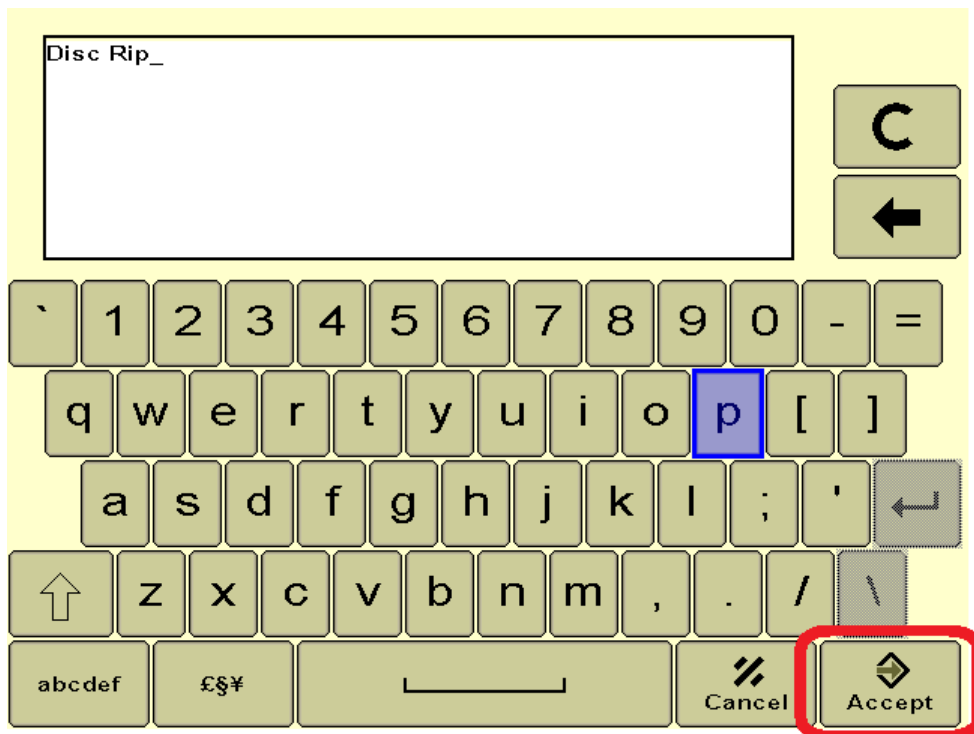 Disc Rip_
C
` 1 2 3 4 5 6 7 8 9 0 - =
q w e r t y u i o p [ ]
a s d f g h j k l ; '
z x c v b n m , . / \
abcdef £§¥ Cancel Accept